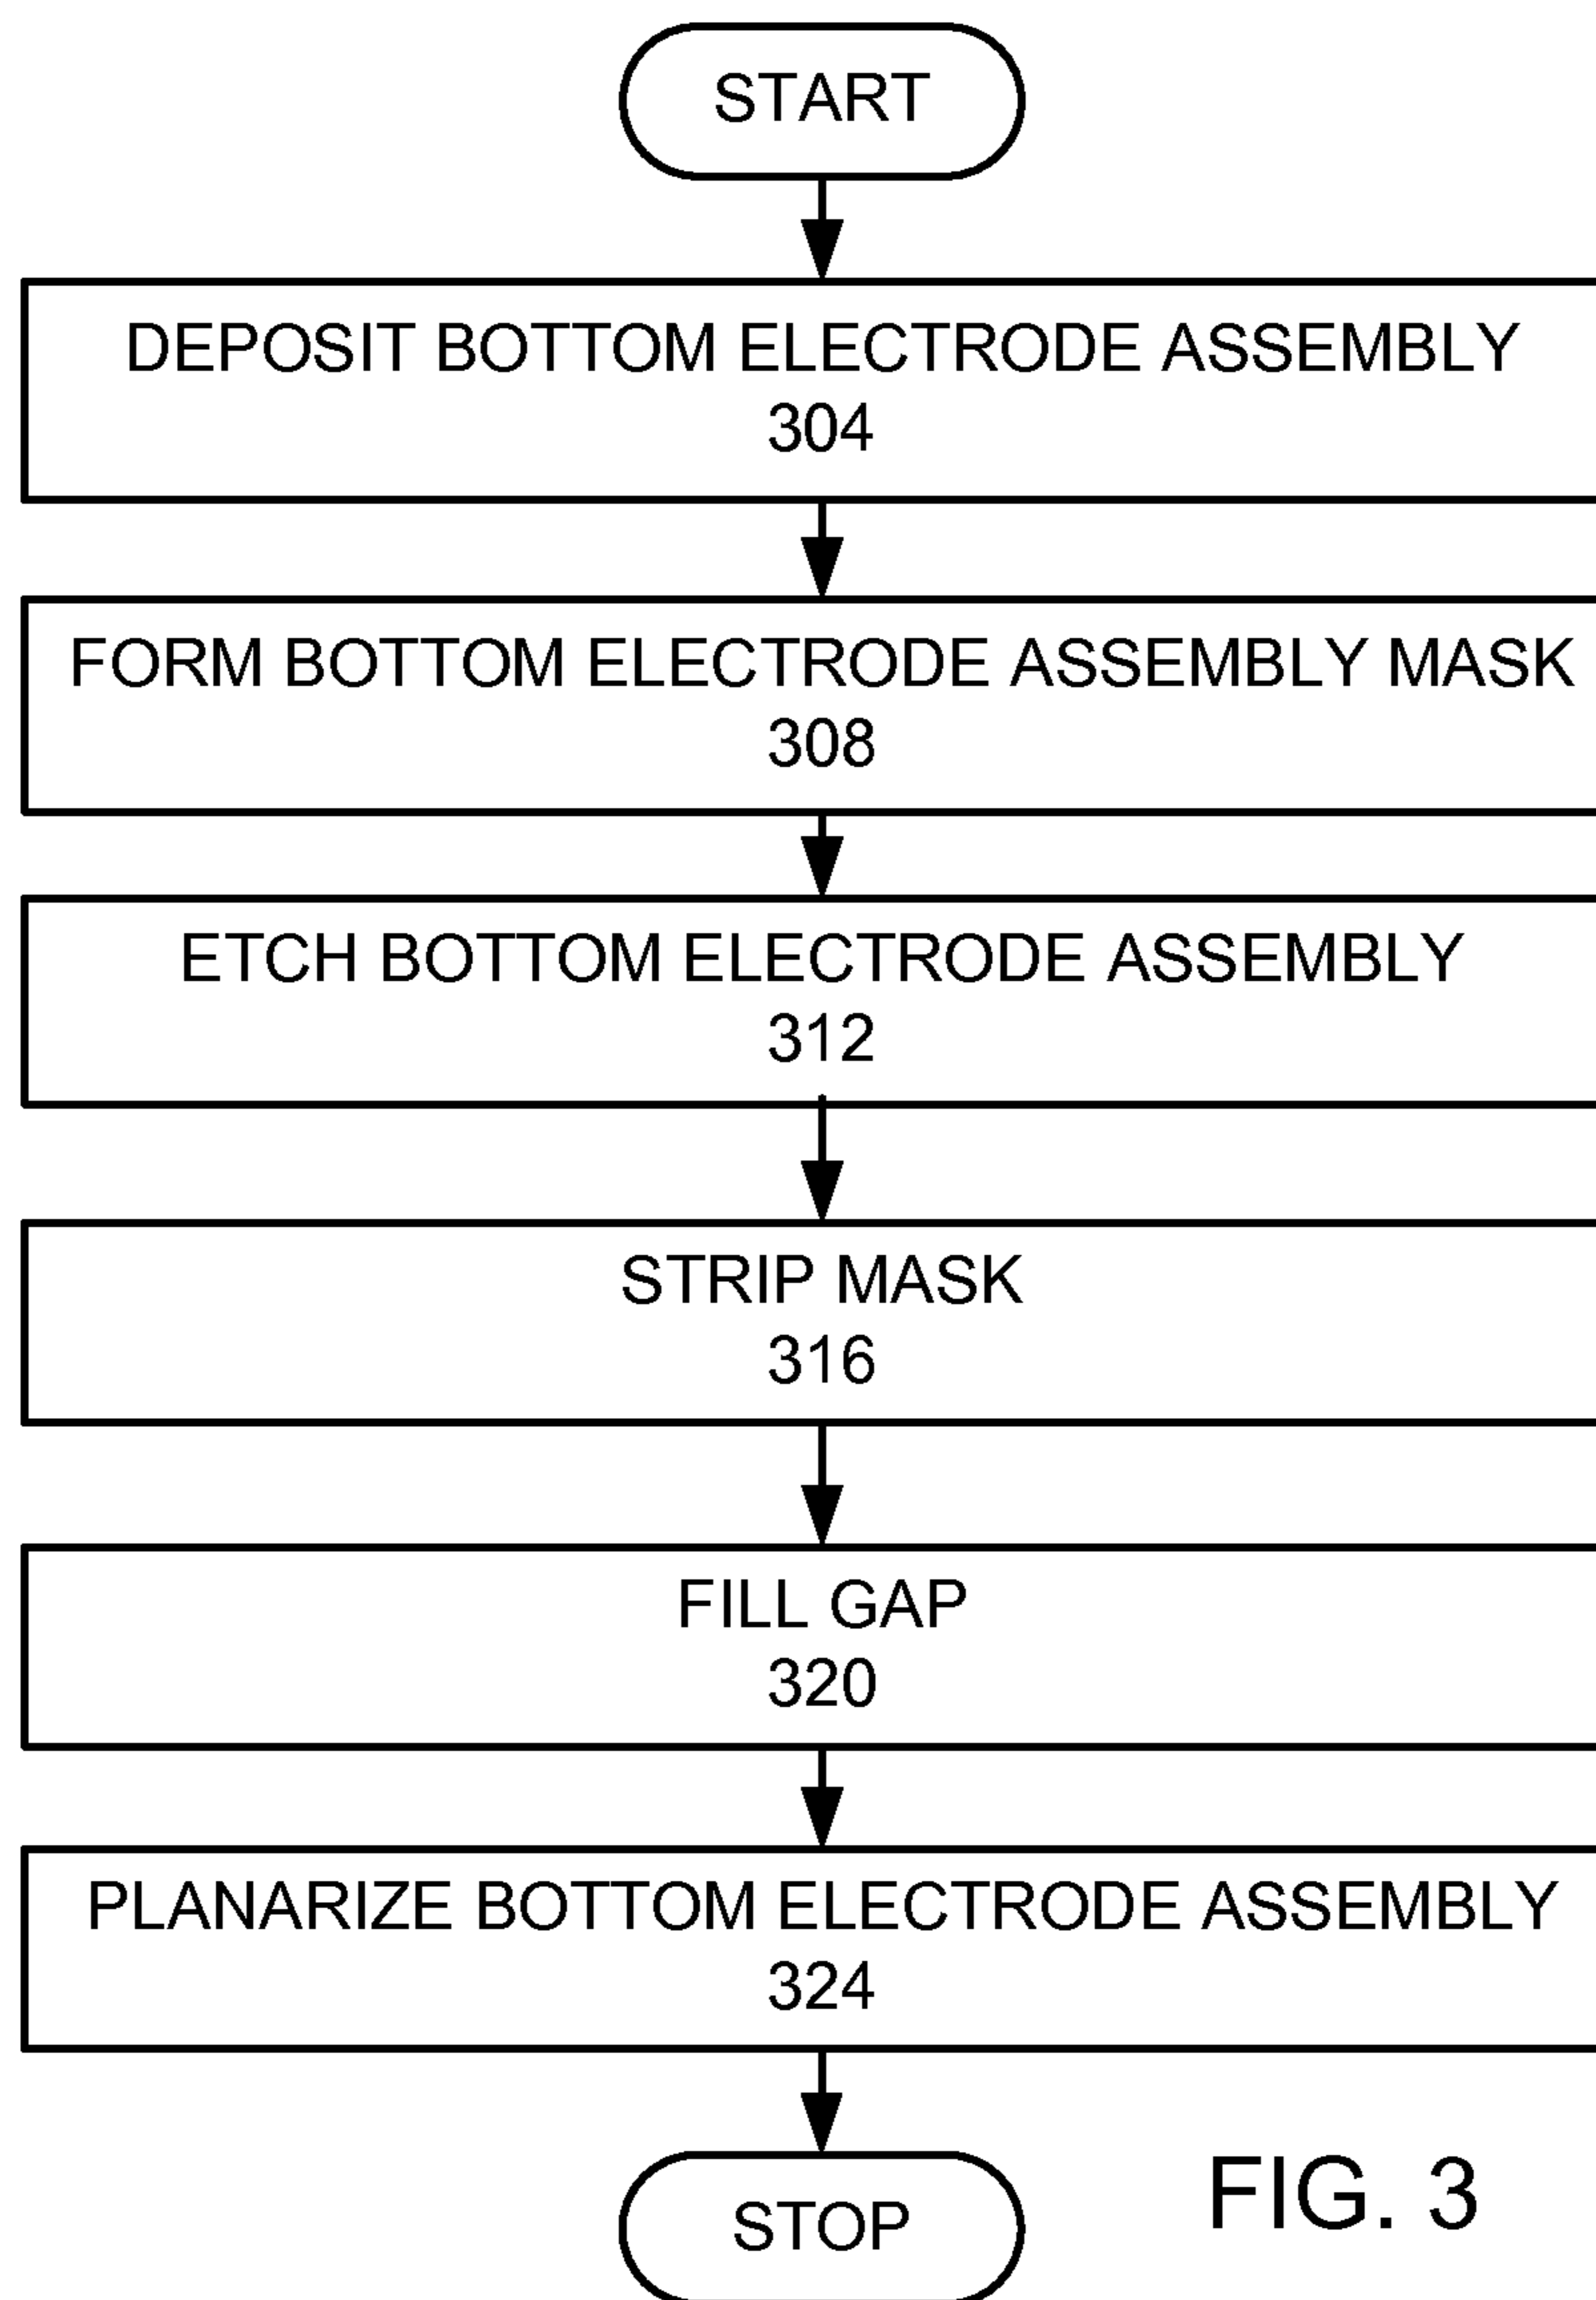 START
DEPOSIT BOTTOM ELECTRODE ASSEMBLY
304
FORM BOTTOM ELECTRODE ASSEMBLY MASK
308
ETCH BOTTOM ELECTRODE ASSEMBLY
312
STRIP MASK
316
FILL GAP
320
PLANARIZE BOTTOM ELECTRODE ASSEMBLY
324
STOP
FIG. 3